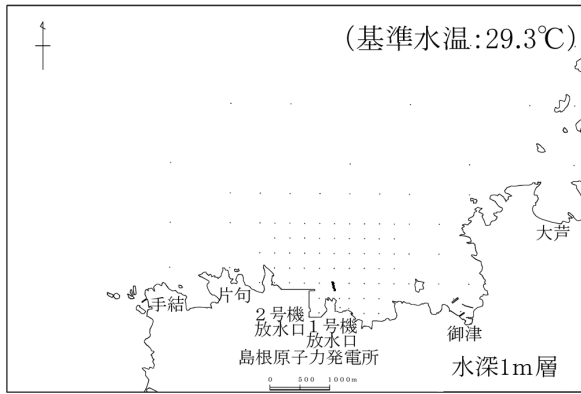 (基準水温:29.3℃)
大芦
手結
片句
2号機
放水口
1号機
放水口
御津
島根原子力発電所
水深1m層
0 500 1000m